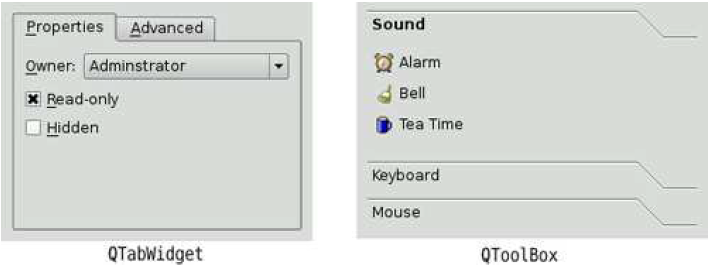 Properties Advanced
Owner: Adminstrator
Read-only
Hidden
QTabWidget
Sound
Alarm
Bell
Tea Time
Keyboard
Mouse
QToolBox